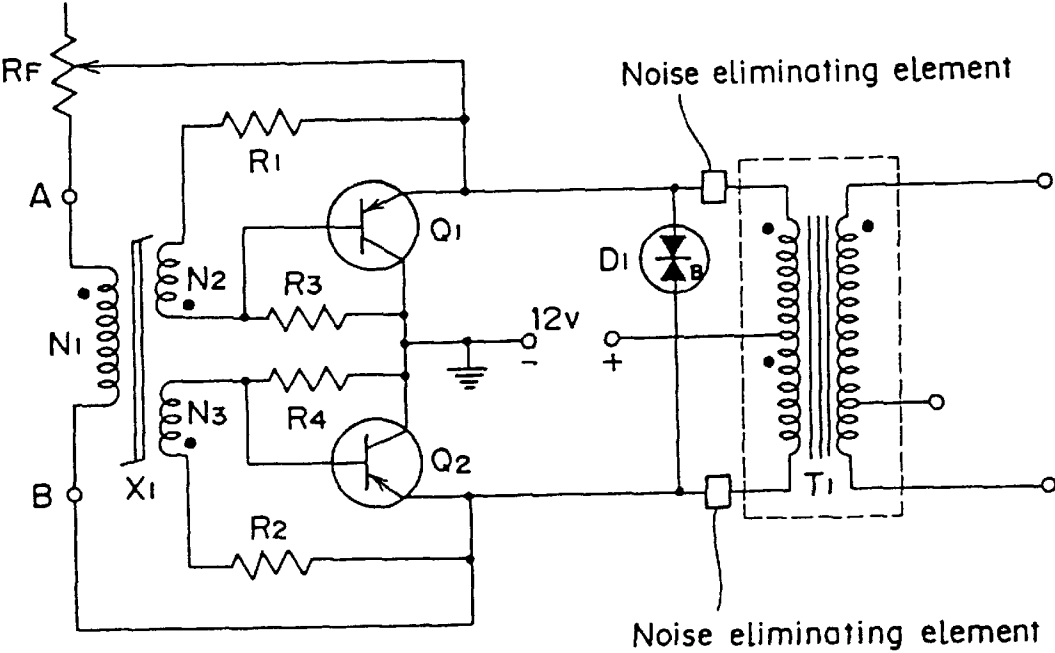 Noise eliminating element
RF
R1
A
Q1
N2
D1
B
R3
12v
N1
-
+
R4
N3
Q2
X1
B
T1
R2
Noise eliminating element